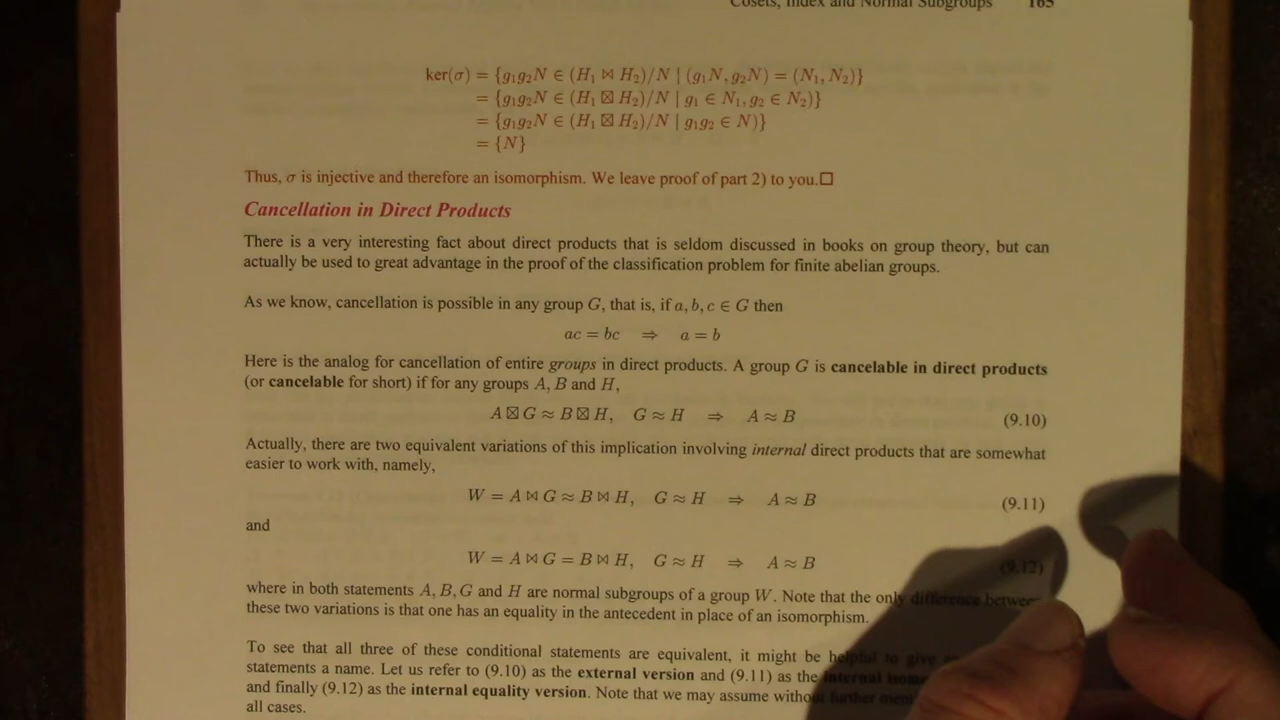 Cosets, Index and Normal Subgroups 165
ker(σ) = {g₁g₂N ∈ (H₁ ⋈ H₂)/N | (g₁N, g₂N) = (N₁, N₂)}
= {g₁g₂N ∈ (H₁ ⊠ H₂)/N | g₁ ∈ N₁, g₂ ∈ N₂)}
= {g₁g₂N ∈ (H₁ ⊠ H₂)/N | g₁g₂ ∈ N)}
= {N}
Thus, σ is injective and therefore an isomorphism. We leave proof of part 2) to you.□
Cancellation in Direct Products
There is a very interesting fact about direct products that is seldom discussed in books on group theory, but can
actually be used to great advantage in the proof of the classification problem for finite abelian groups.
As we know, cancellation is possible in any group G, that is, if a, b, c ∈ G then
ac = bc ⇒ a = b
Here is the analog for cancellation of entire groups in direct products. A group G is cancelable in direct products
(or cancelable for short) if for any groups A, B and H,
A ⊠ G ≈ B ⊠ H, G ≈ H ⇒ A ≈ B (9.10)
Actually, there are two equivalent variations of this implication involving internal direct products that are somewhat
easier to work with, namely,
W = A ⋈ G ≈ B ⋈ H, G ≈ H ⇒ A ≈ B (9.11)
and
W = A ⋈ G = B ⋈ H, G ≈ H ⇒ A ≈ B (9.12)
where in both statements A, B, G and H are normal subgroups of a group W. Note that the only difference between
these two variations is that one has an equality in the antecedent in place of an isomorphism.
To see that all three of these conditional statements are equivalent, it might be helpful to give
statements a name. Let us refer to (9.10) as the external version and (9.11) as the internal
and finally (9.12) as the internal equality version. Note that we may assume without further
all cases.